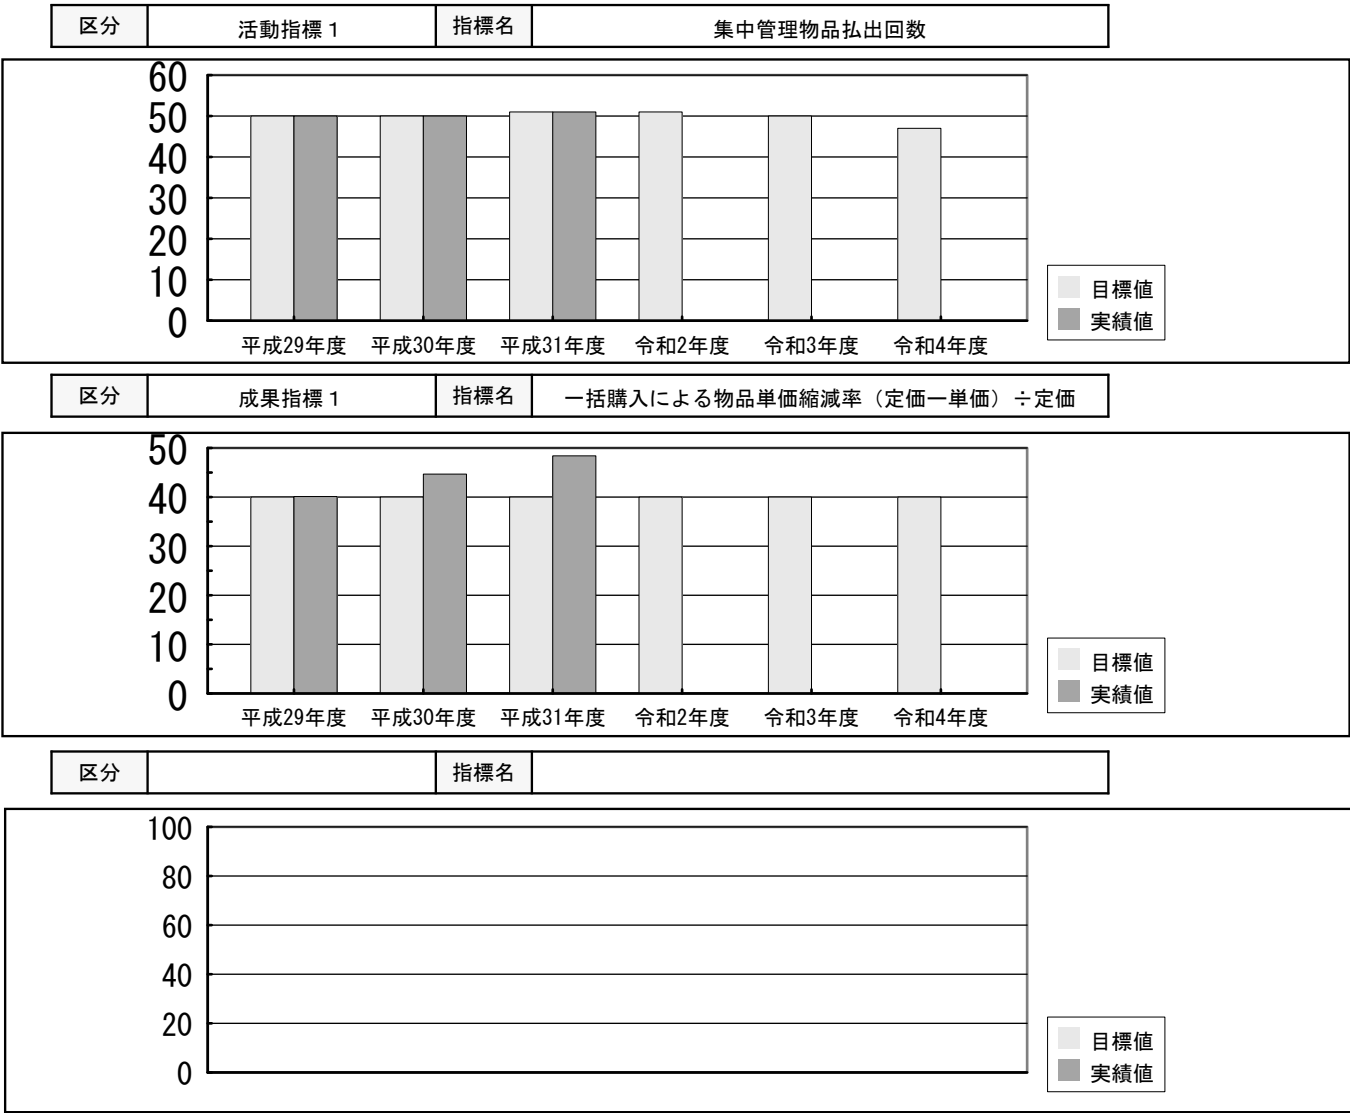 区分 活動指標１ 指標名 集中管理物品払出回数
60
50
40
30
20
10
0
平成29年度 平成30年度 平成31年度 令和2年度 令和3年度 令和4年度
目標値
実績値
区分 成果指標１ 指標名 一括購入による物品単価縮減率（定価ー単価）÷定価
50
40
30
20
10
0
平成29年度 平成30年度 平成31年度 令和2年度 令和3年度 令和4年度
目標値
実績値
区分 指標名
100
80
60
40
20
0
目標値
実績値